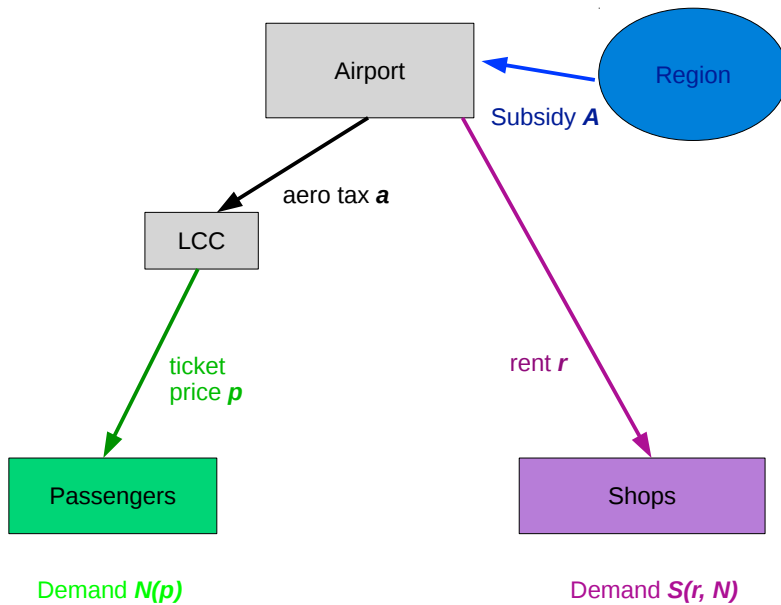 Airport
Region
Subsidy A
aero tax a
LCC
ticket
price p
rent r
Passengers
Shops
Demand N(p)
Demand S(r, N)